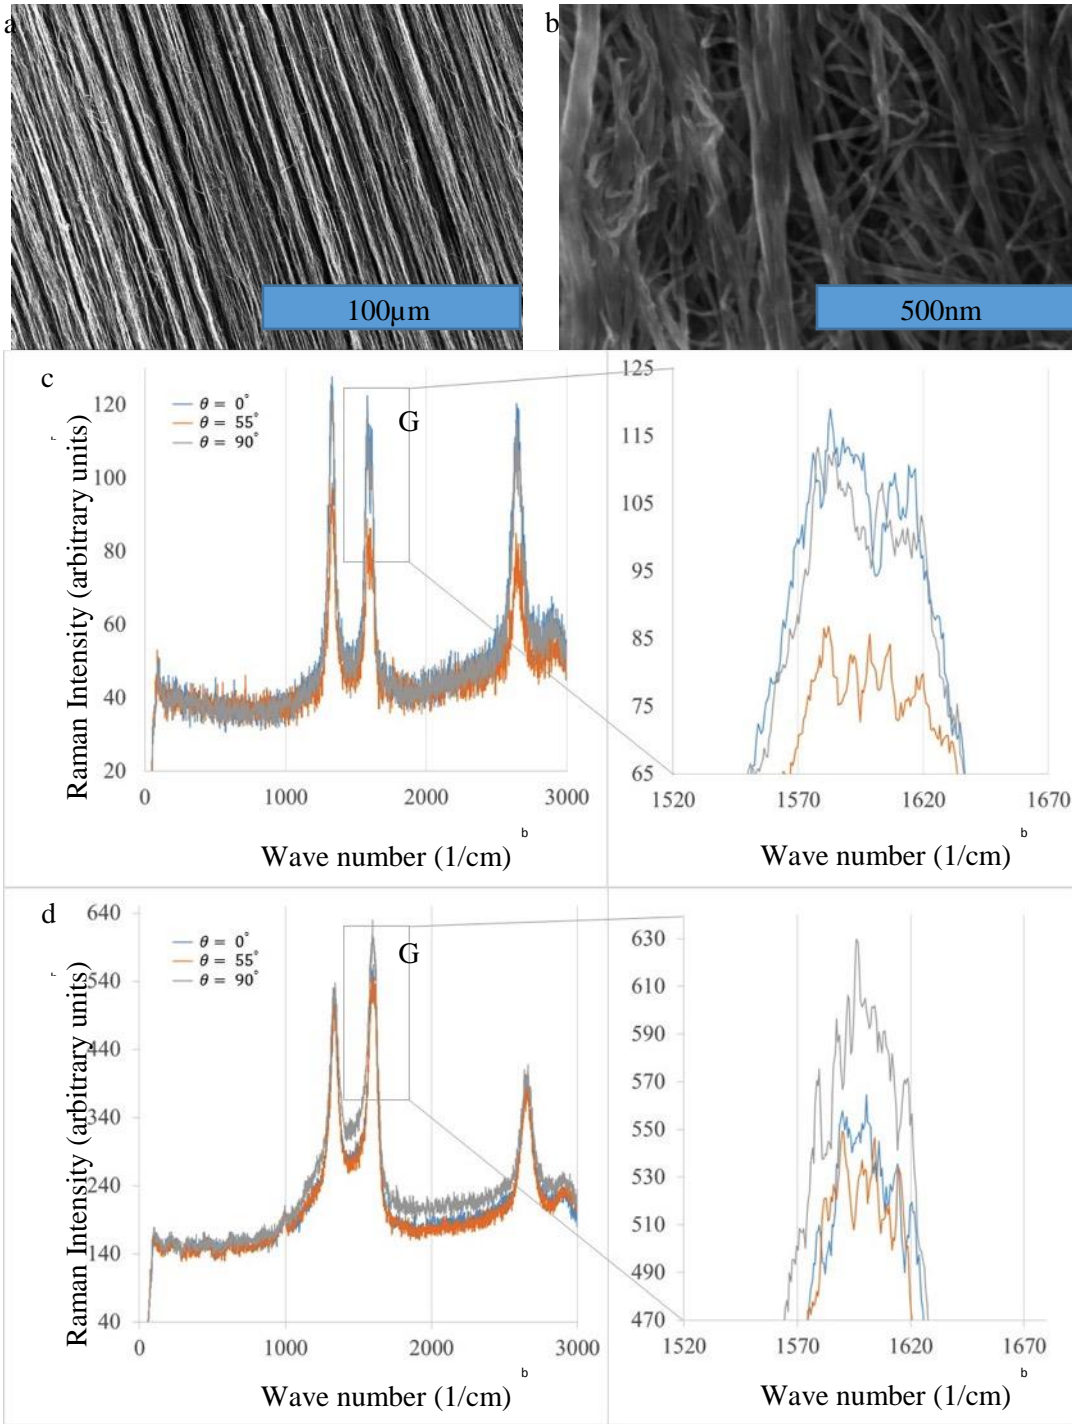 a
b
100µm
500nm
c
Raman Intensity (arbitrary units)
120
100
80
60
40
20
θ = 0°
θ = 55°
θ = 90°
G
0
1000
2000
3000
b
Wave number (1/cm)
125
115
105
95
85
75
65
1520
1570
1620
1670
b
Wave number (1/cm)
d
Raman Intensity (arbitrary units)
640
540
440
340
240
140
40
θ = 0°
θ = 55°
θ = 90°
G
0
1000
2000
3000
b
Wave number (1/cm)
630
610
590
570
550
530
510
490
470
1520
1570
1620
1670
b
Wave number (1/cm)